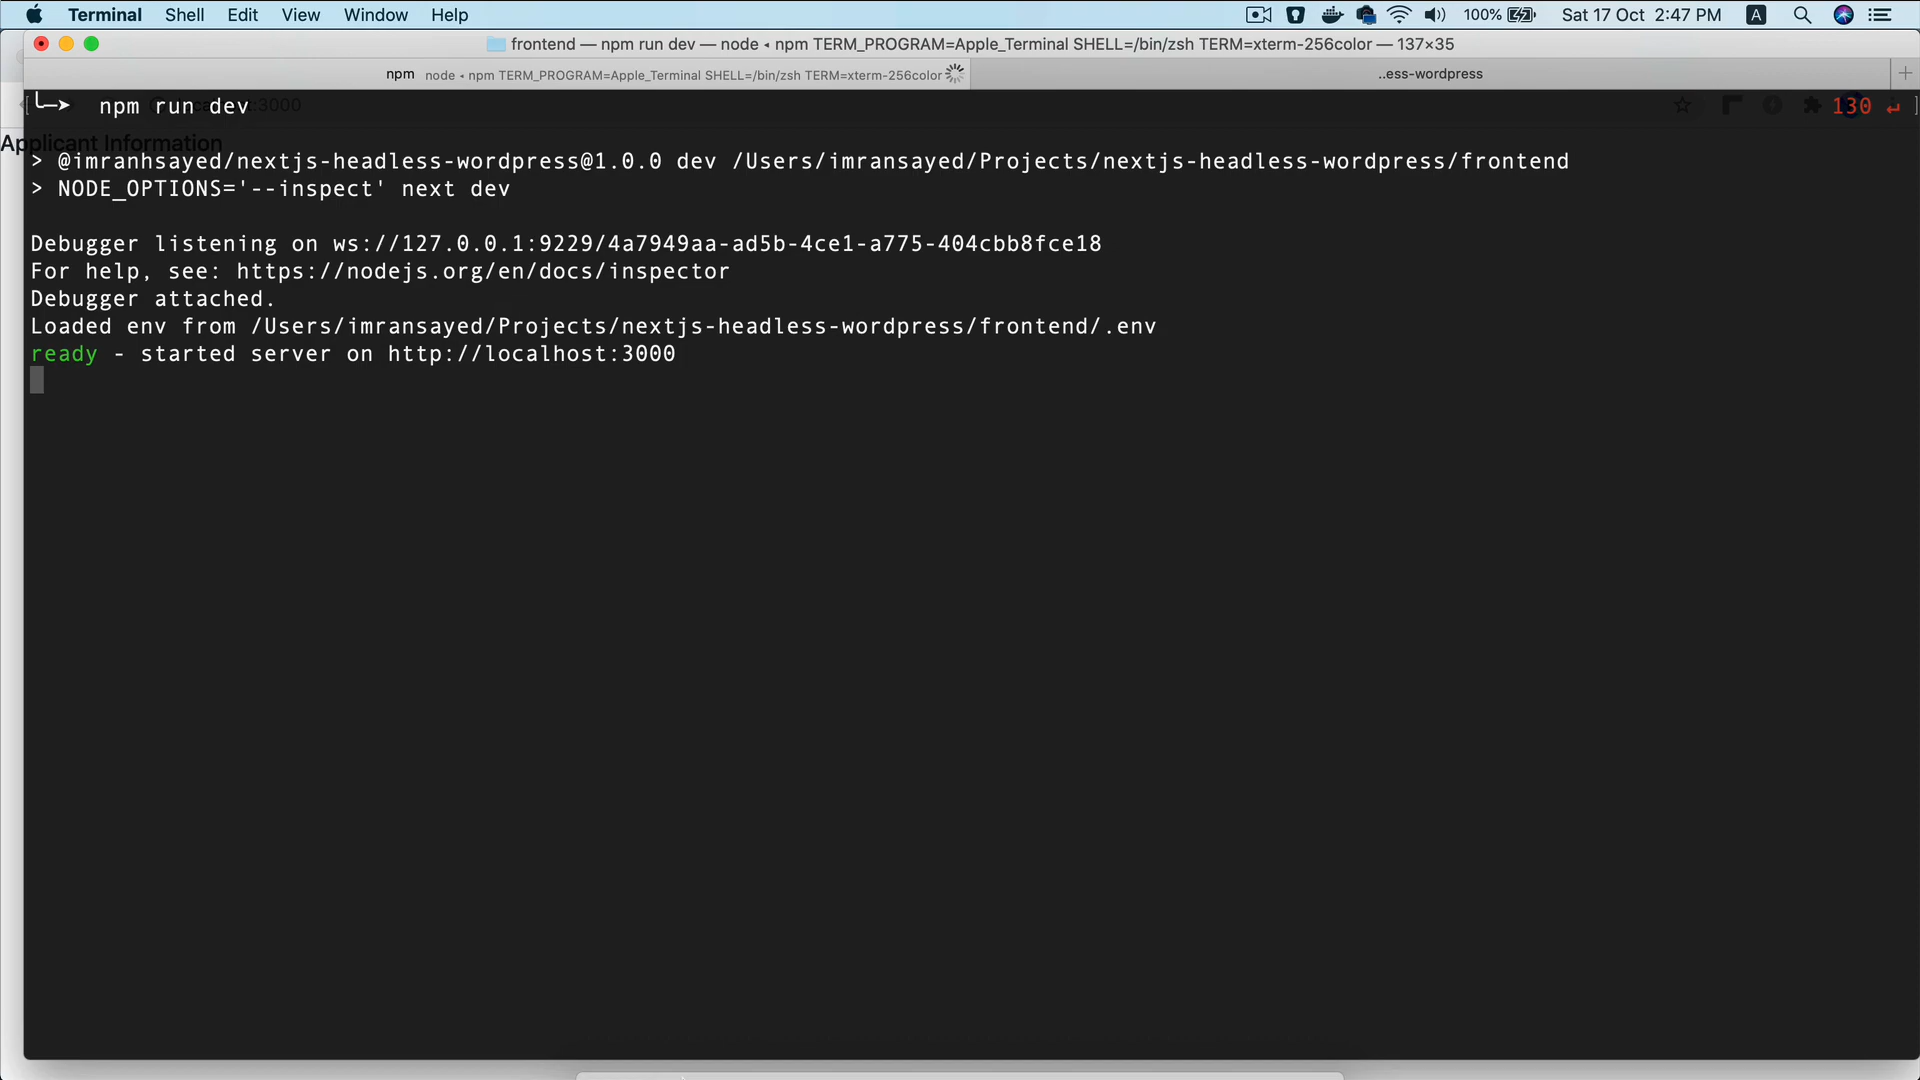 Terminal Shell Edit View Window Help 100% Sat 17 Oct 2:47 PM A
frontend — npm run dev — node ◂ npm TERM_PROGRAM=Apple_Terminal SHELL=/bin/zsh TERM=xterm-256color — 137×35
npm node ◂ npm TERM_PROGRAM=Apple_Terminal SHELL=/bin/zsh TERM=xterm-256color ..ess-wordpress
npm run dev :3000 130 ↵
Applicant Information
> @imranhsayed/nextjs-headless-wordpress@1.0.0 dev /Users/imransayed/Projects/nextjs-headless-wordpress/frontend
> NODE_OPTIONS='--inspect' next dev
Debugger listening on ws://127.0.0.1:9229/4a7949aa-ad5b-4ce1-a775-404cbb8fce18
For help, see: https://nodejs.org/en/docs/inspector
Debugger attached.
Loaded env from /Users/imransayed/Projects/nextjs-headless-wordpress/frontend/.env
ready - started server on http://localhost:3000